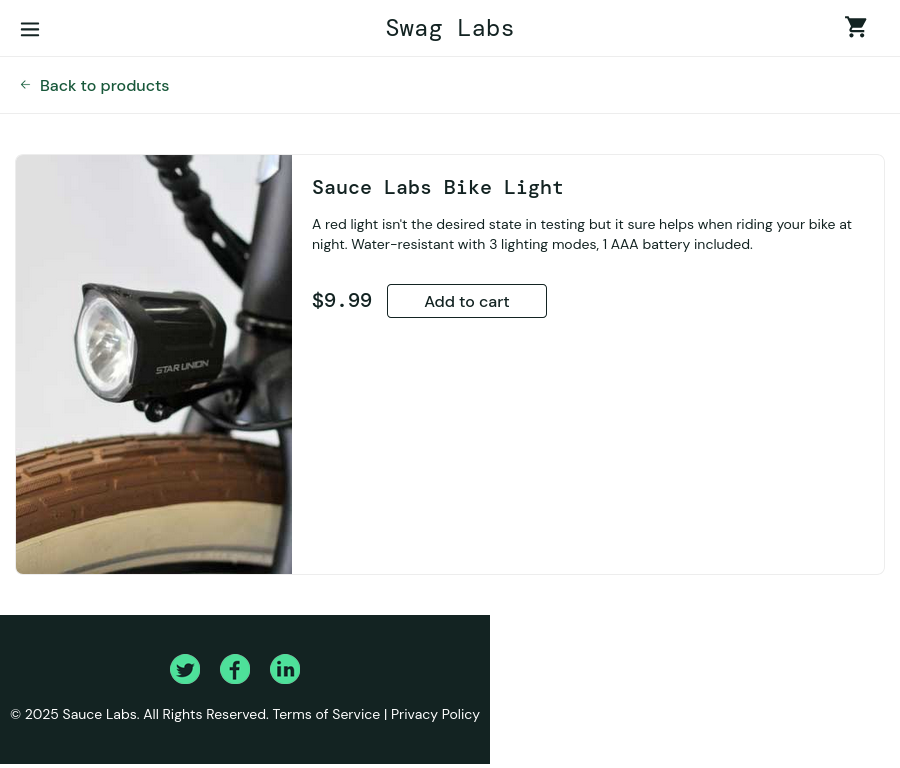 Swag Labs
Back to products
Sauce Labs Bike Light
A red light isn't the desired state in testing but it sure helps when riding your bike at
night. Water-resistant with 3 lighting modes, 1 AAA battery included.
$9.99 Add to cart
STAR UNION
© 2025 Sauce Labs. All Rights Reserved. Terms of Service | Privacy Policy